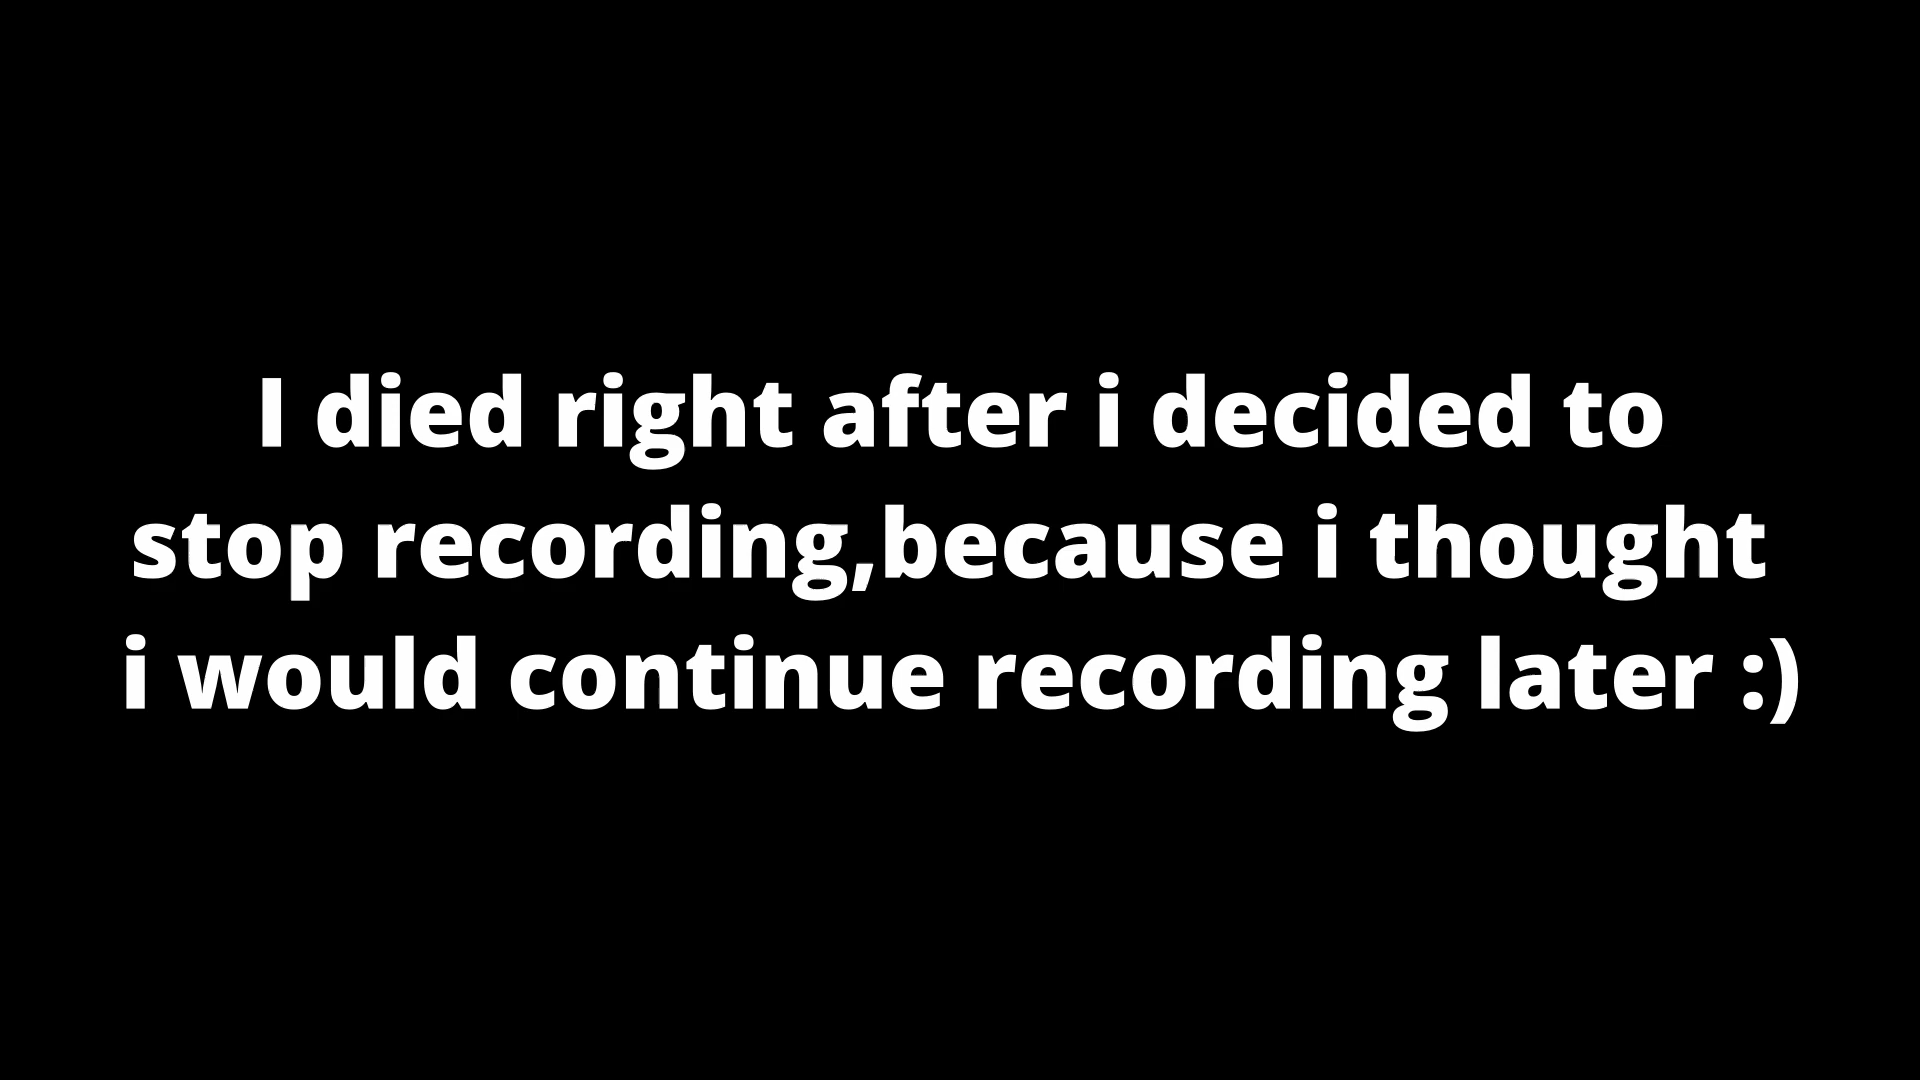 I died right after i decided to
stop recording,because i thought
i would continue recording later :)